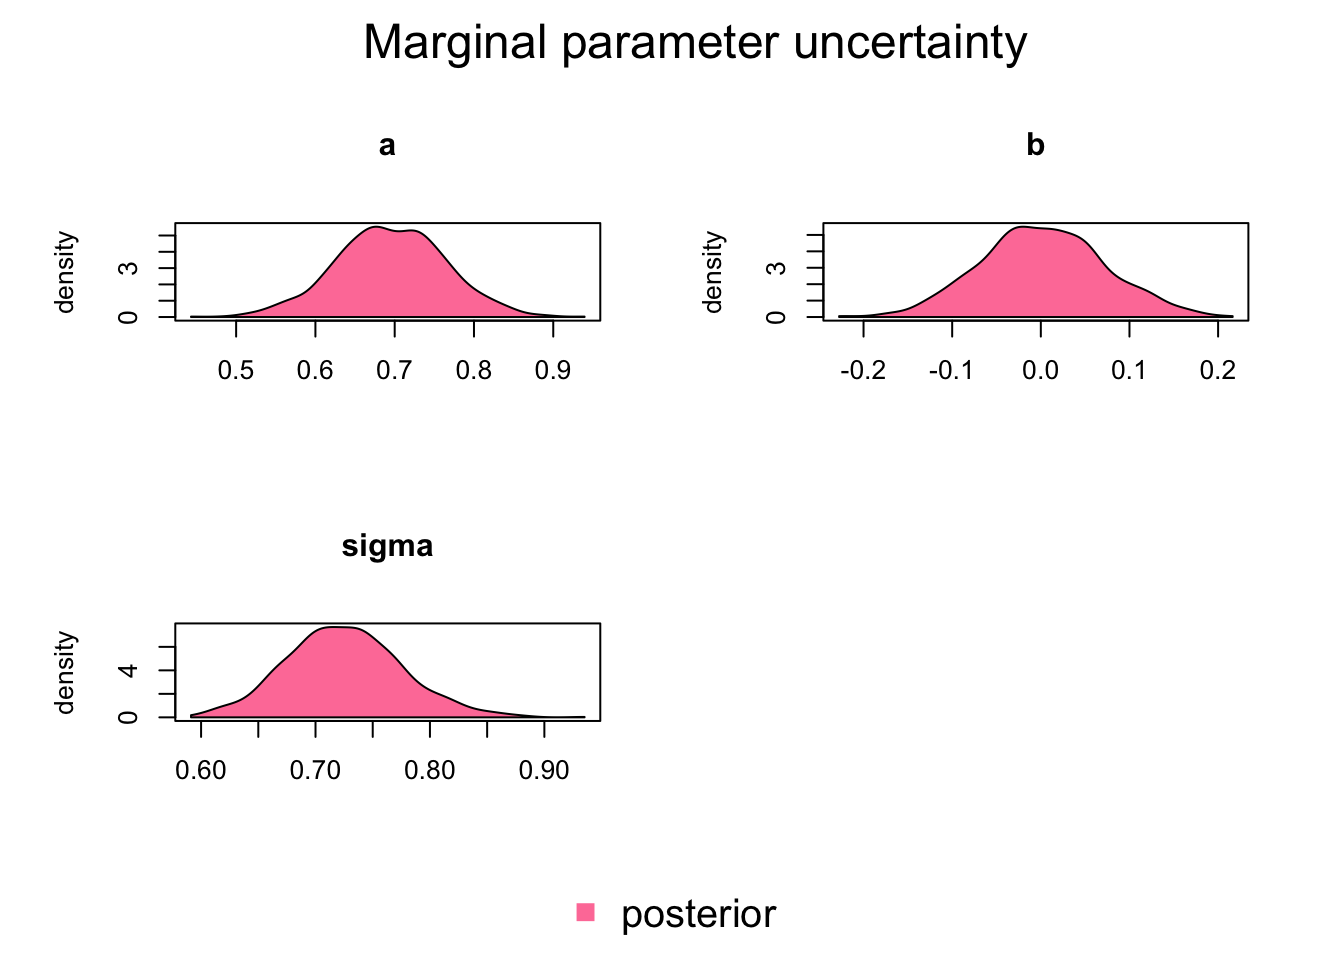 Marginal parameter uncertainty
a
density
0 3
0.5 0.6 0.7 0.8 0.9
b
density
0 3
-0.2 -0.1 0.0 0.1 0.2
sigma
density
0 4
0.60 0.70 0.80 0.90
posterior